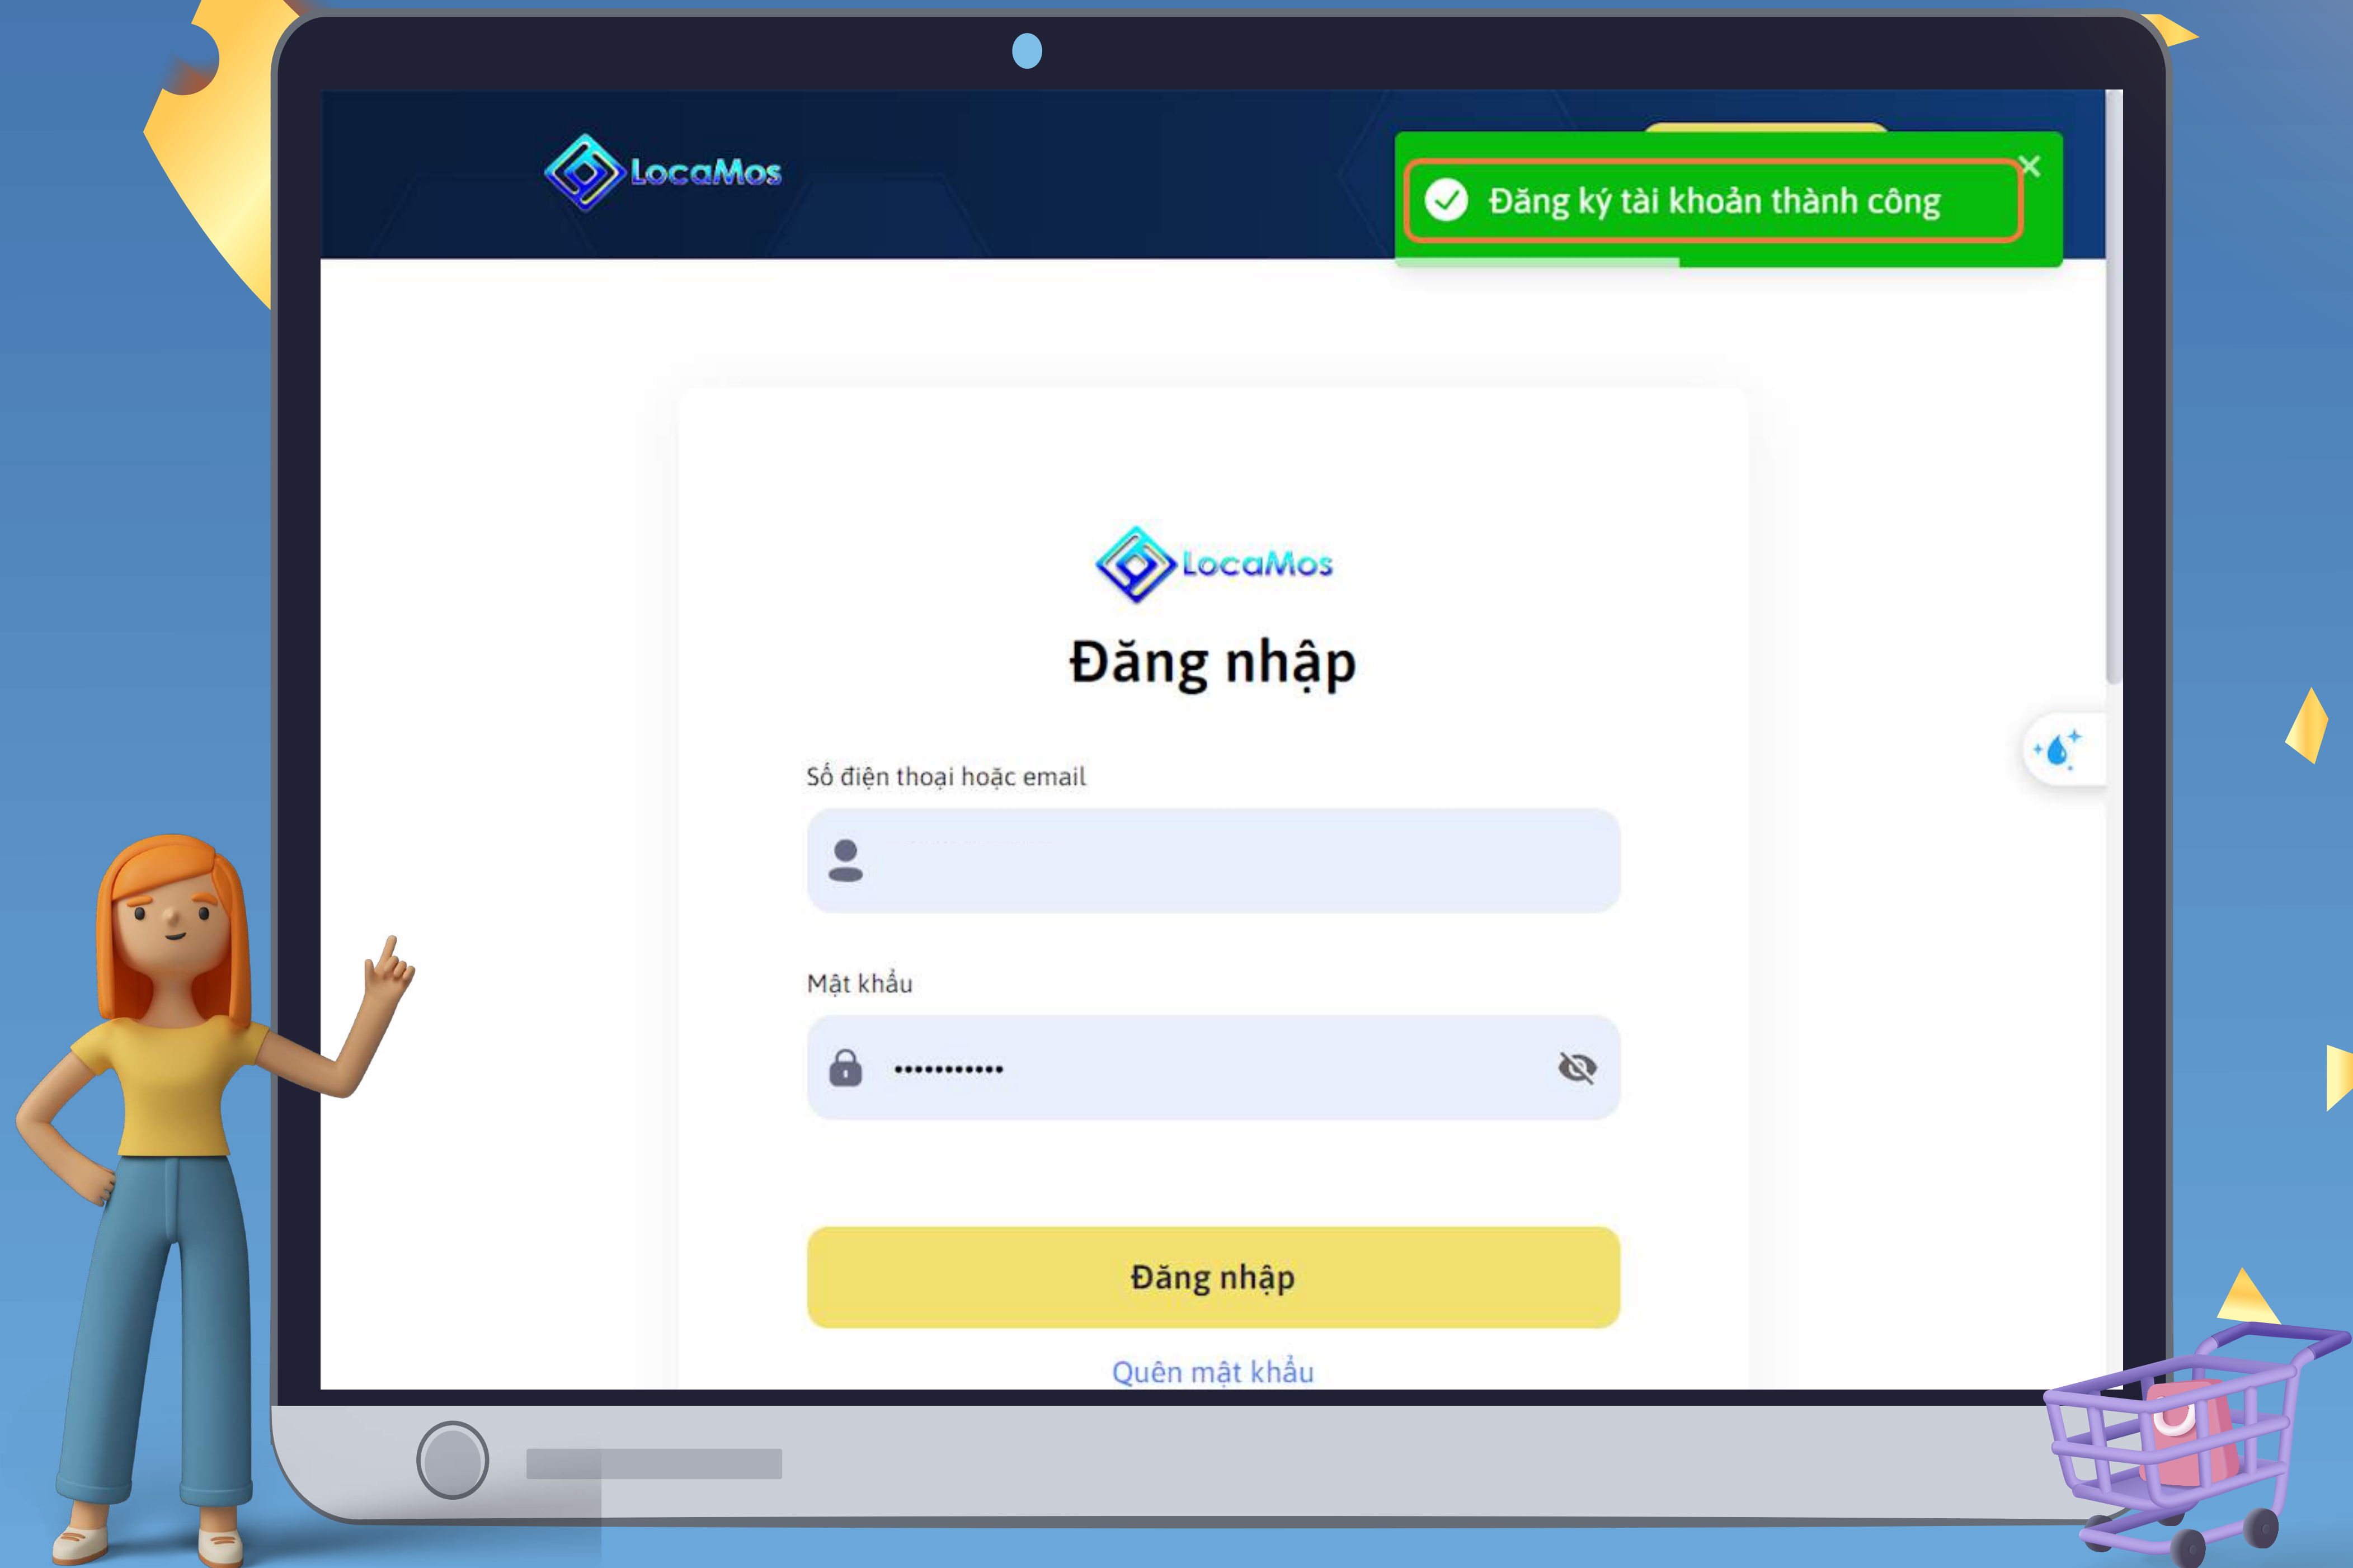 LocaMos
Đăng ký tài khoản thành công
LocaMos
Đăng nhập
Số điện thoại hoặc email
Mật khẩu
•••••••••••
Đăng nhập
Quên mật khẩu